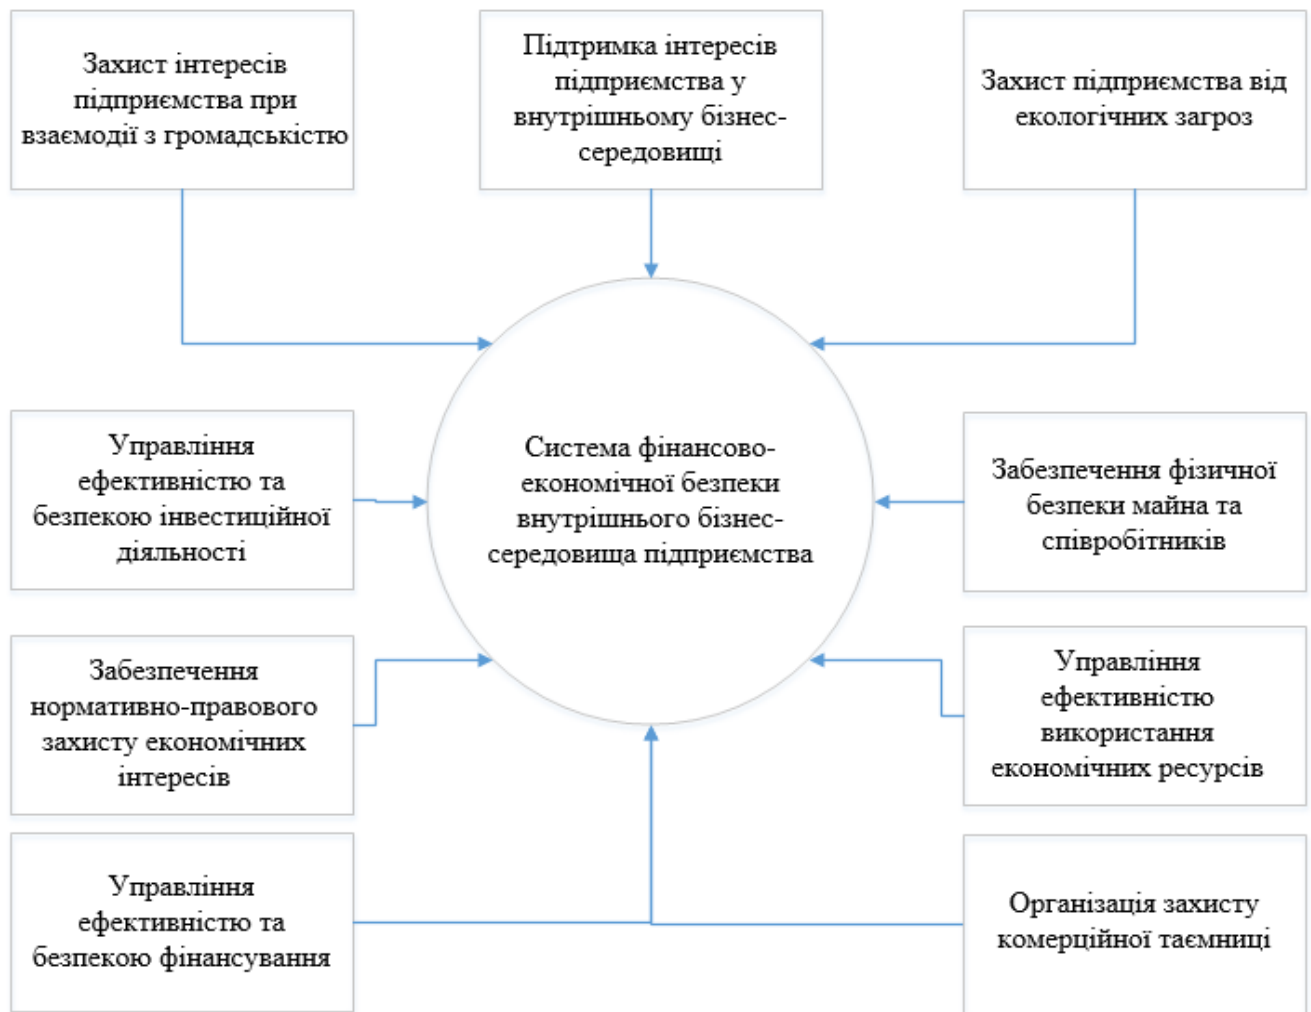 Захист інтересів
підприємства при
взаємодії з громадськістю
Підтримка інтересів
підприємства у
внутрішньому бізнес-
середовищі
Захист підприємства від
екологічних загроз
Управління
ефективністю та
безпекою інвестиційної
діяльності
Система фінансово-
економічної безпеки
внутрішнього бізнес-
середовища підприємства
Забезпечення фізичної
безпеки майна та
співробітників
Забезпечення
нормативно-правового
захисту економічних
інтересів
Управління
ефективністю
використання
економічних ресурсів
Управління
ефективністю та
безпекою фінансування
Організація захисту
комерційної таємниці